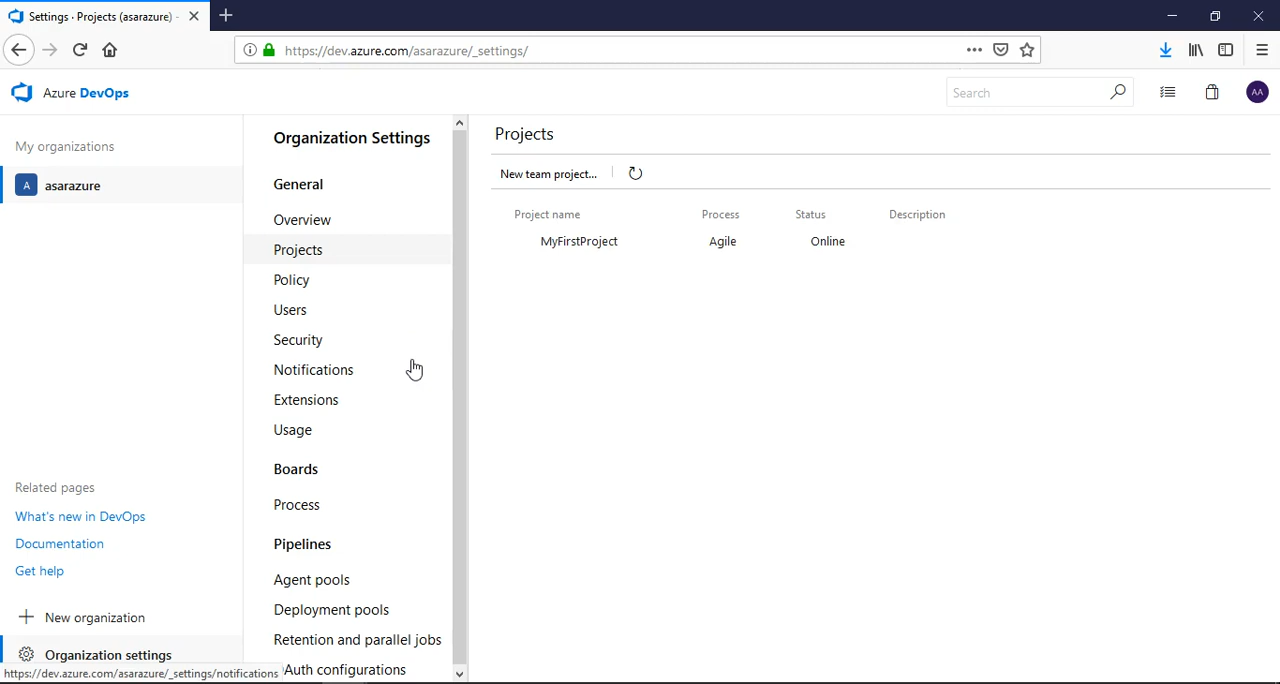 Settings · Projects (asarazure) -
https://dev.azure.com/asarazure/_settings/
Azure DevOps
Search
AA
My organizations
A asarazure
Related pages
What's new in DevOps
Documentation
Get help
New organization
Organization settings
https://dev.azure.com/asarazure/_settings/notifications
Organization Settings
General
Overview
Projects
Policy
Users
Security
Notifications
Extensions
Usage
Boards
Process
Pipelines
Agent pools
Deployment pools
Retention and parallel jobs
Auth configurations
Projects
New team project...
Project name Process Status Description
MyFirstProject Agile Online